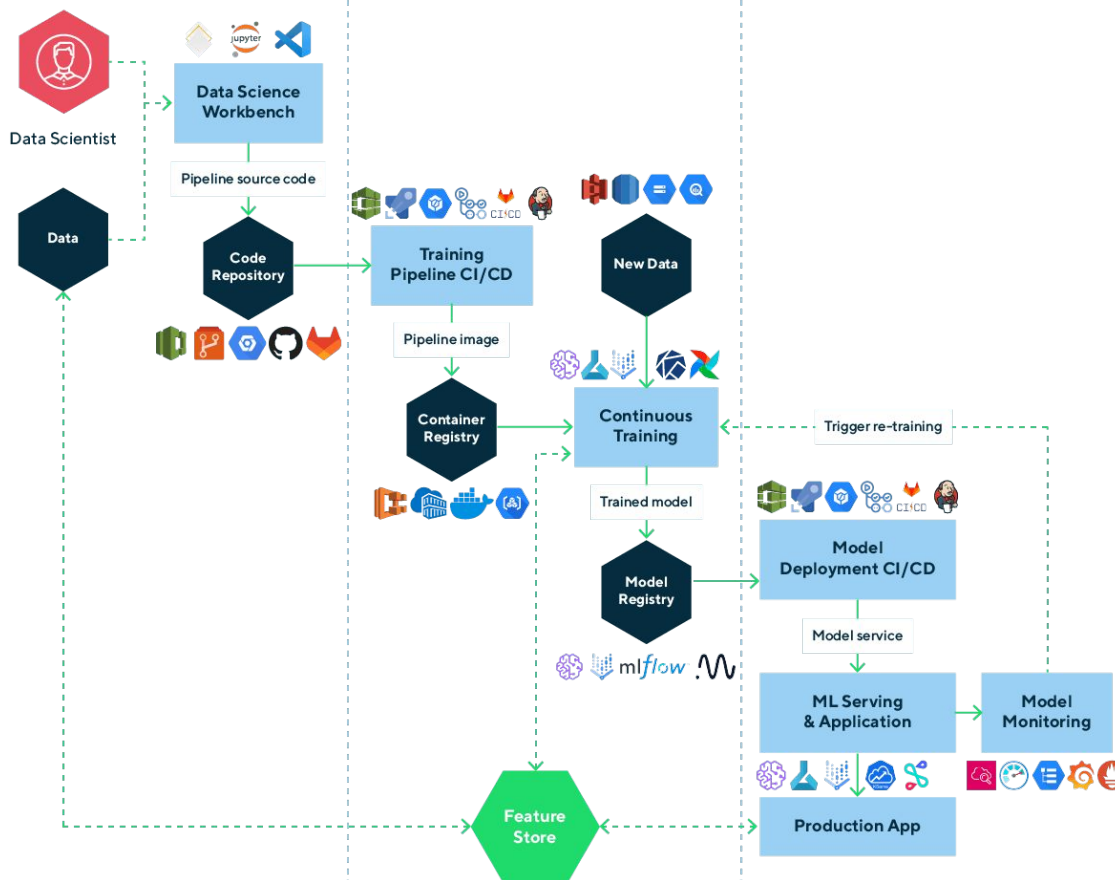 jupyter
Data Science
Workbench
Data Scientist
Pipeline source code
Data
Code
Repository
CI/CD
Training
Pipeline CI/CD
New Data
Pipeline image
Container
Registry
Continuous
Training
Trigger re-training
Trained model
CI/CD
Model
Deployment CI/CD
Model
Registry
Model service
mlflow
ML Serving
& Application
Model
Monitoring
Feature
Store
Production App